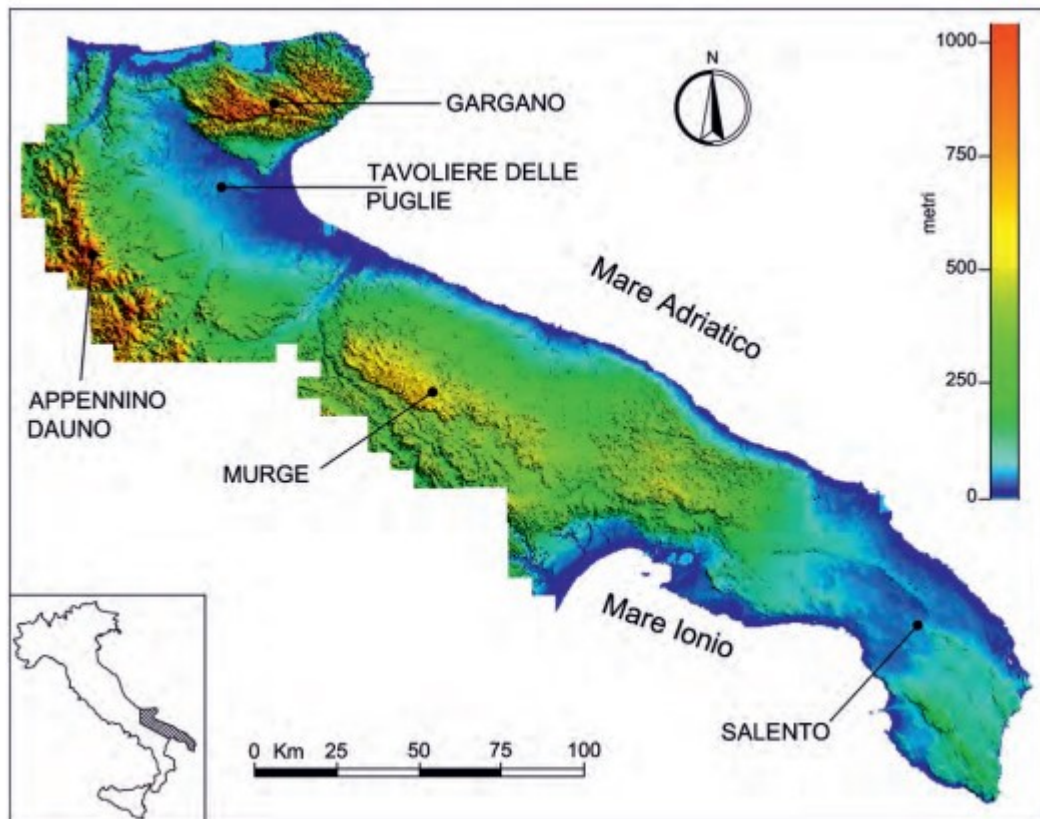 N
GARGANO
TAVOLIERE DELLE
PUGLIE
Mare Adriatico
APPENNINO
DAUNO
MURGE
Mare Ionio
SALENTO
0 Km 25 50 75 100
1000
750
metri
500
250
0